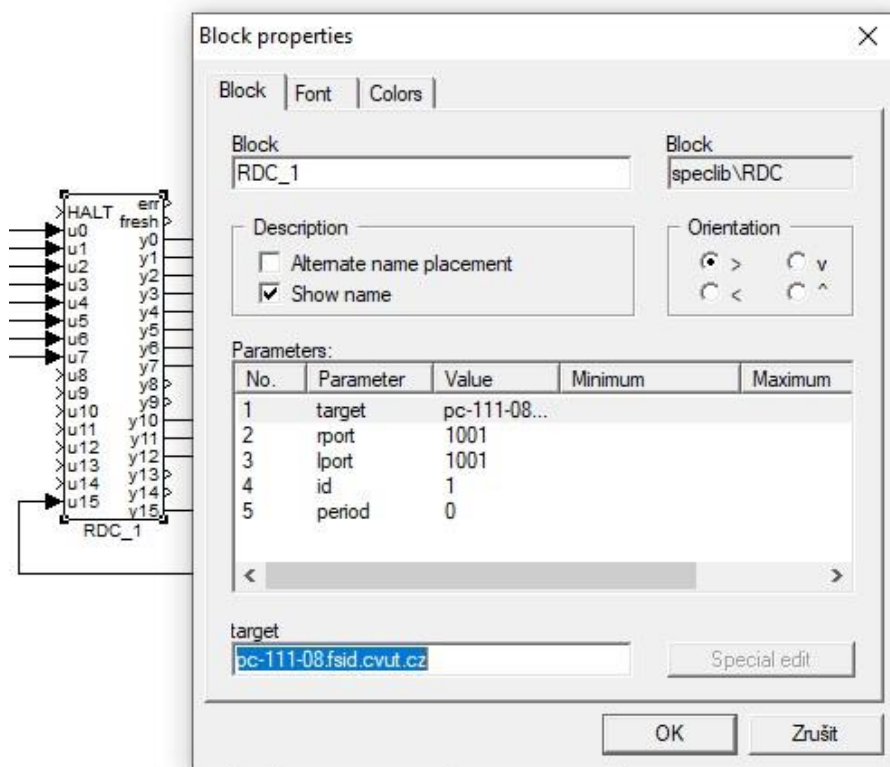 Block properties
Block Font Colors
Block Block
RDC_1 speclib\RDC
Description Orientation
Alternate name placement > v
Show name < ^
Parameters:
No. Parameter Value Minimum Maximum
1 target pc-111-08...
2 rport 1001
3 lport 1001
4 id 1
5 period 0
target
pc-111-08.fsid.cvut.cz Special edit
OK Zrušit
HALT err
fresh
u0 y0
u1 y1
u2 y2
u3 y3
u4 y4
u5 y5
u6 y6
u7 y7
u8 y8
u9 y9
u10 y10
u11 y11
u12 y12
u13 y13
u14 y14
u15 y15
RDC_1